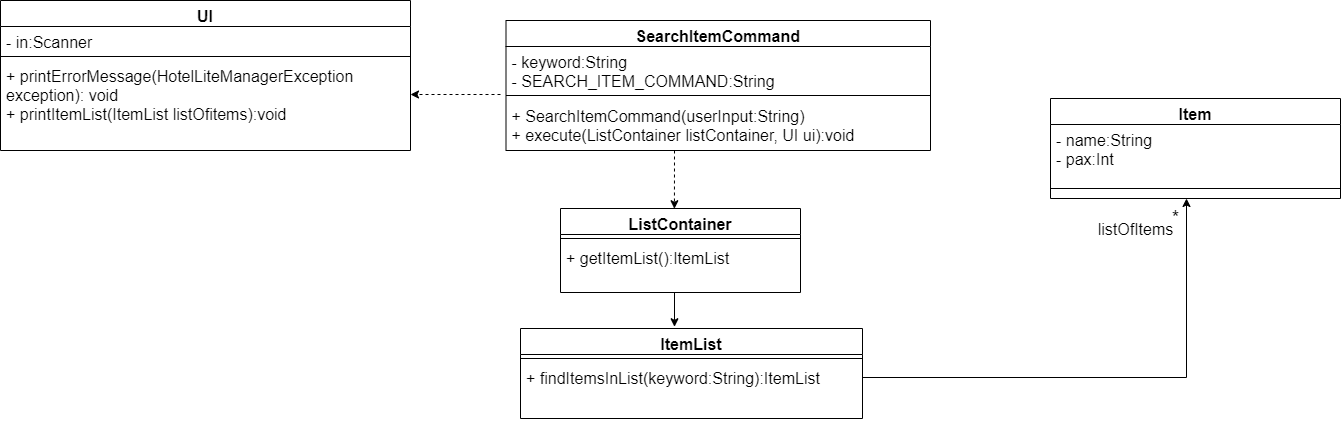 UI
- in:Scanner
+ printErrorMessage(HotelLiteManagerException
exception): void
+ printItemList(ItemList listOfitems):void
SearchItemCommand
- keyword:String
- SEARCH_ITEM_COMMAND:String
+ SearchItemCommand(userInput:String)
+ execute(ListContainer listContainer, UI ui):void
Item
- name:String
- pax:Int
*
listOfItems
ListContainer
+ getItemList():ItemList
ItemList
+ findItemsInList(keyword:String):ItemList